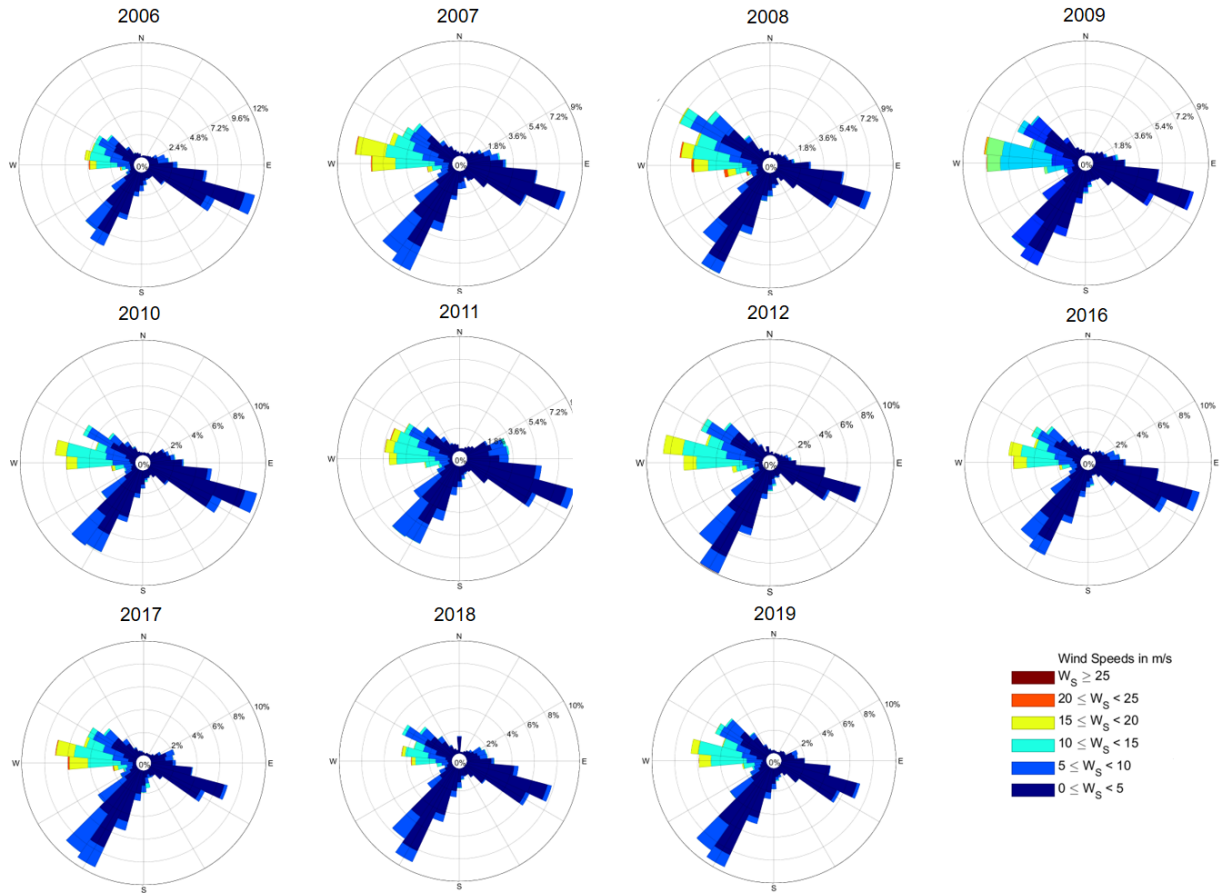 2006
2007
2008
2009
N
12%
9.6%
7.2%
4.8%
2.4%
0%
W
E
S
N
9%
7.2%
5.4%
3.6%
1.8%
0%
W
E
S
N
9%
7.2%
5.4%
3.6%
1.8%
0%
W
E
S
N
9%
7.2%
5.4%
3.6%
1.8%
0%
W
E
S
2010
2011
2012
2016
N
10%
8%
6%
4%
2%
0%
W
E
S
N
7.2%
5.4%
3.6%
1.8%
0%
W
S
N
10%
8%
6%
4%
2%
0%
W
E
S
N
10%
8%
6%
4%
2%
0%
W
E
S
2017
2018
2019
N
10%
8%
6%
4%
2%
0%
W
E
S
N
10%
8%
6%
4%
2%
0%
W
E
S
N
10%
8%
6%
4%
2%
0%
W
E
S
Wind Speeds in m/s
W_S ≥ 25
20 ≤ W_S < 25
15 ≤ W_S < 20
10 ≤ W_S < 15
5 ≤ W_S < 10
0 ≤ W_S < 5